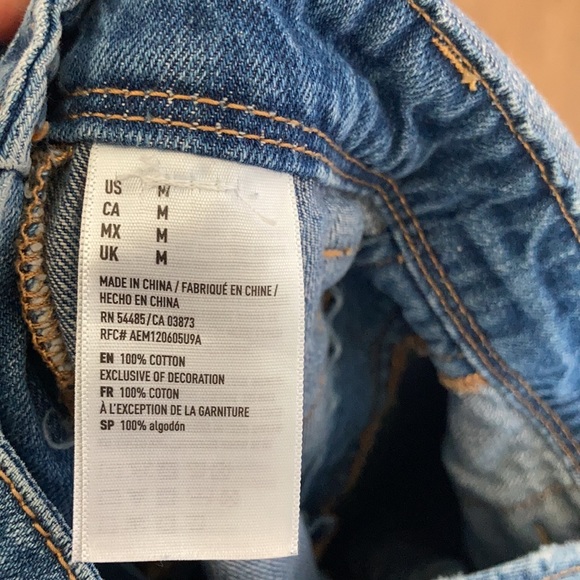 US M
CA M
MX M
UK M
MADE IN CHINA / FABRIQUÉ EN CHINE /
HECHO EN CHINA
RN 54485/CA 03873
RFC# AEM120605U9A
EN 100% COTTON
EXCLUSIVE OF DECORATION
FR 100% COTON
À L'EXCEPTION DE LA GARNITURE
SP 100% algodón